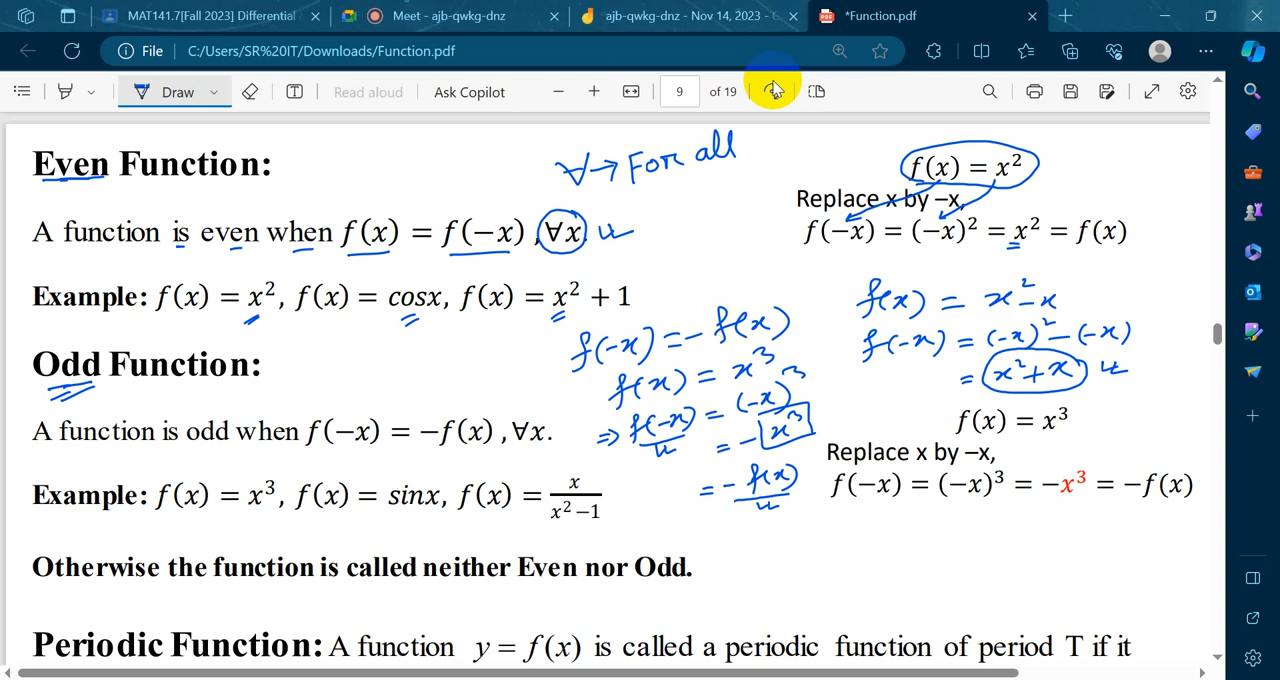 MAT141.7[Fall 2023] Differential
Meet - ajb-qwkg-dnz
ajb-qwkg-dnz - Nov 14, 2023 - G
*Function.pdf
File
C:/Users/SR%20IT/Downloads/Function.pdf
Draw
Read aloud
Ask Copilot
9 of 19
Even Function:
∀→ For all
A function is even when f(x) = f(−x) ,∀x.
Example: f(x) = x², f(x) = cosx, f(x) = x² + 1
f(x) = x²
Replace x by –x,
f(−x) = (−x)² = x² = f(x)
f(x) = x² - x
f(-x) = (-x)² - (-x)
= x² + x
Odd Function:
A function is odd when f(−x) = −f(x) ,∀x.
Example: f(x) = x³, f(x) = sinx, f(x) = x/(x² −1)
f(-x) = - f(x)
f(x) = x³
⇒ f(-x) = (-x)³
= - x³
= - f(x)
f(x) = x³
Replace x by –x,
f(−x) = (−x)³ = −x³ = −f(x)
Otherwise the function is called neither Even nor Odd.
Periodic Function: A function y = f(x) is called a periodic function of period T if it